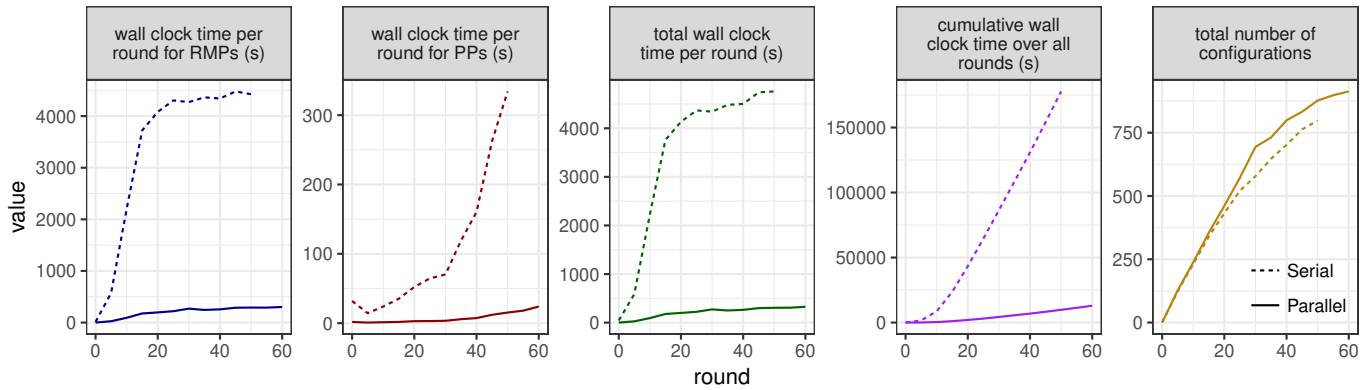 wall clock time per
round for RMPs (s)
wall clock time per
round for PPs (s)
total wall clock
time per round (s)
cumulative wall
clock time over all
rounds (s)
total number of
configurations
value
4000
3000
2000
1000
0
0 20 40 60
300
200
100
0
0 20 40 60
4000
3000
2000
1000
0
0 20 40 60
150000
100000
50000
0
0 20 40 60
750
500
250
0
0 20 40 60
Serial
Parallel
round